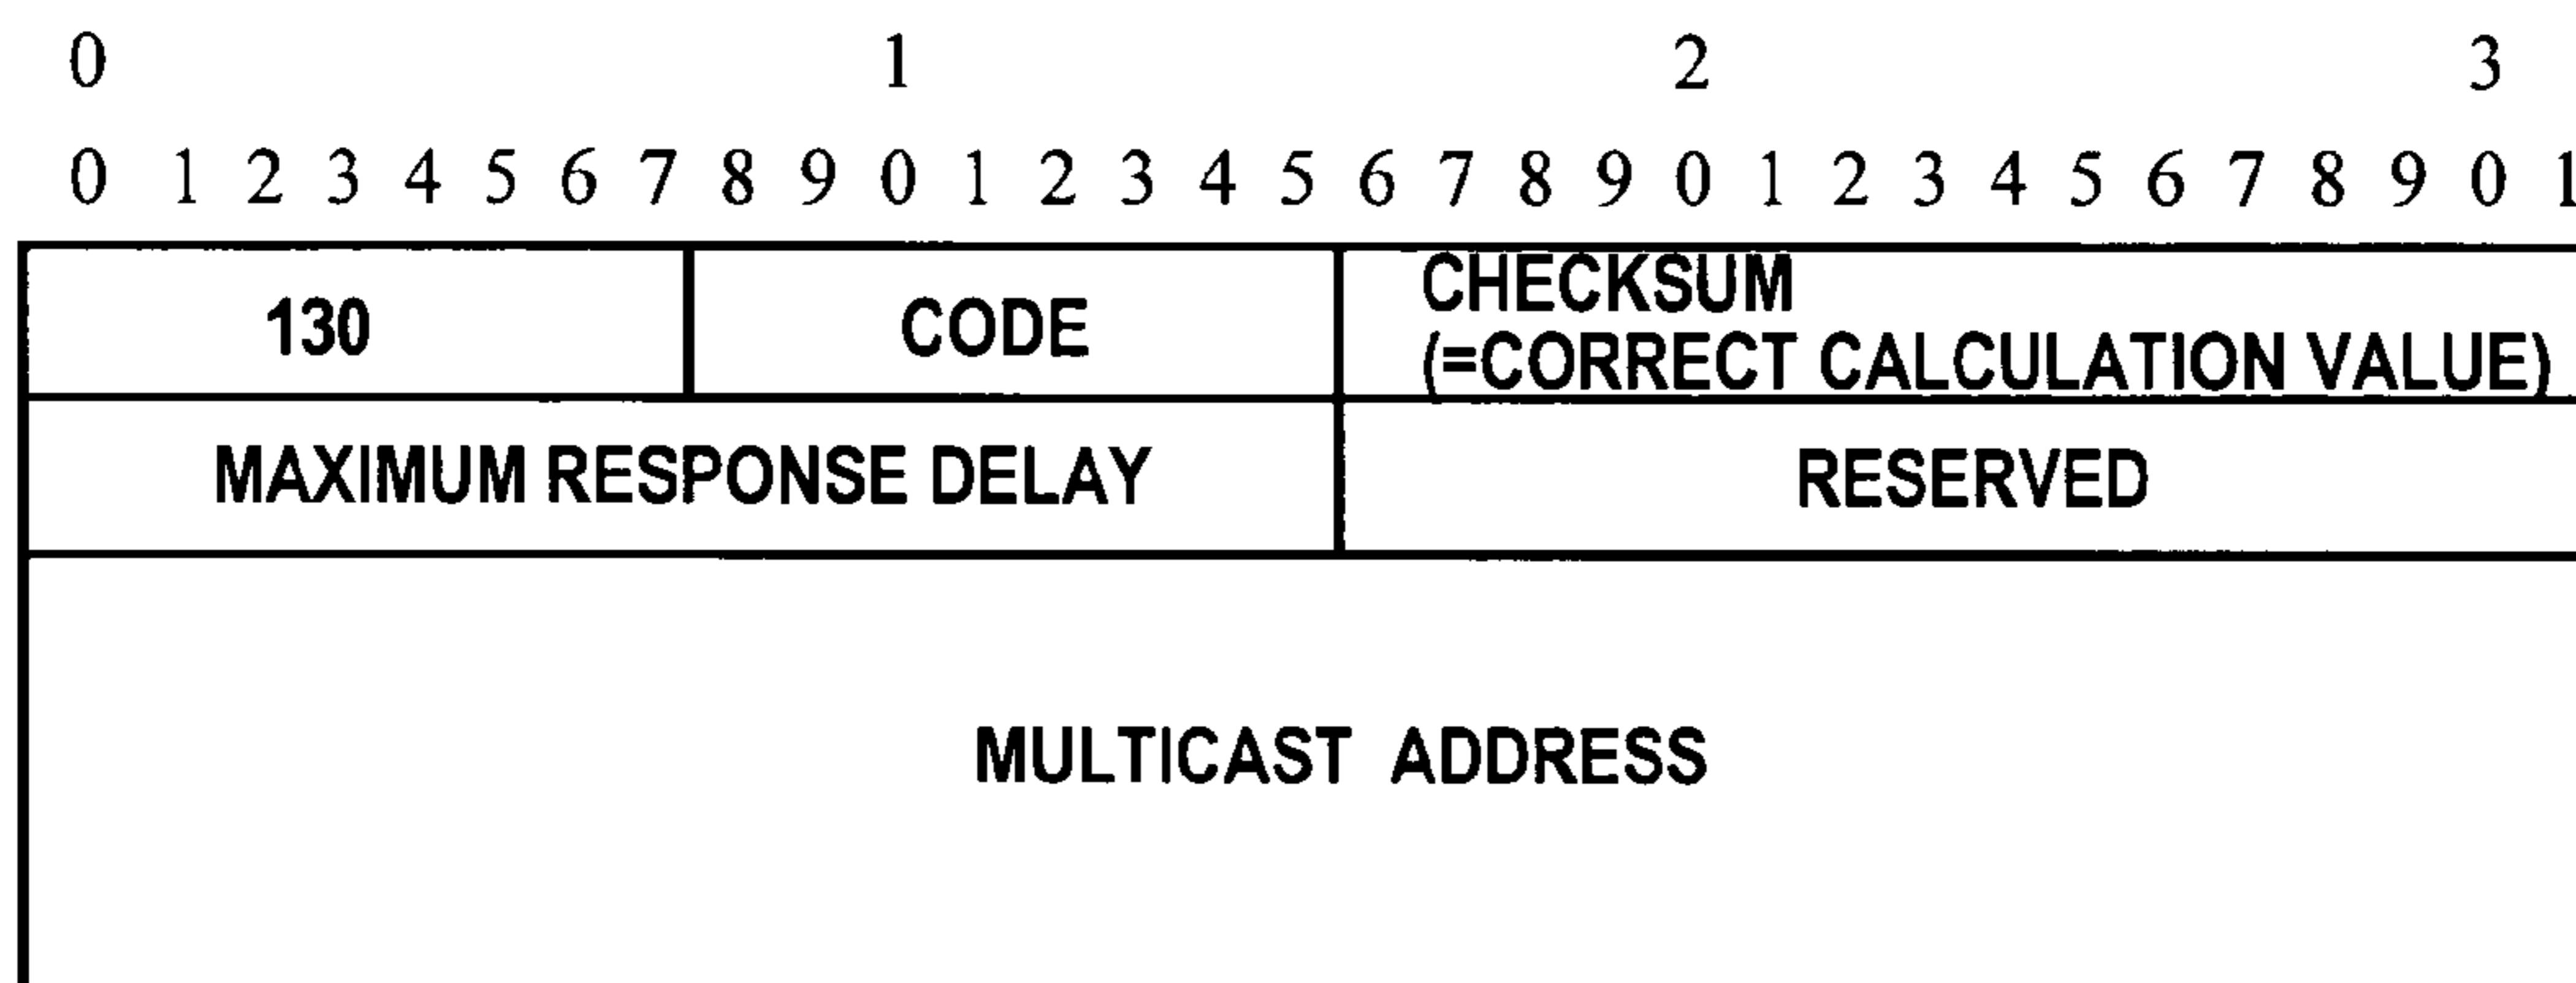 0 1 2 3
0 1 2 3 4 5 6 7 8 9 0 1 2 3 4 5 6 7 8 9 0 1 2 3 4 5 6 7 8 9 0 1
130 CODE CHECKSUM
(=CORRECT CALCULATION VALUE)
MAXIMUM RESPONSE DELAY RESERVED
MULTICAST ADDRESS